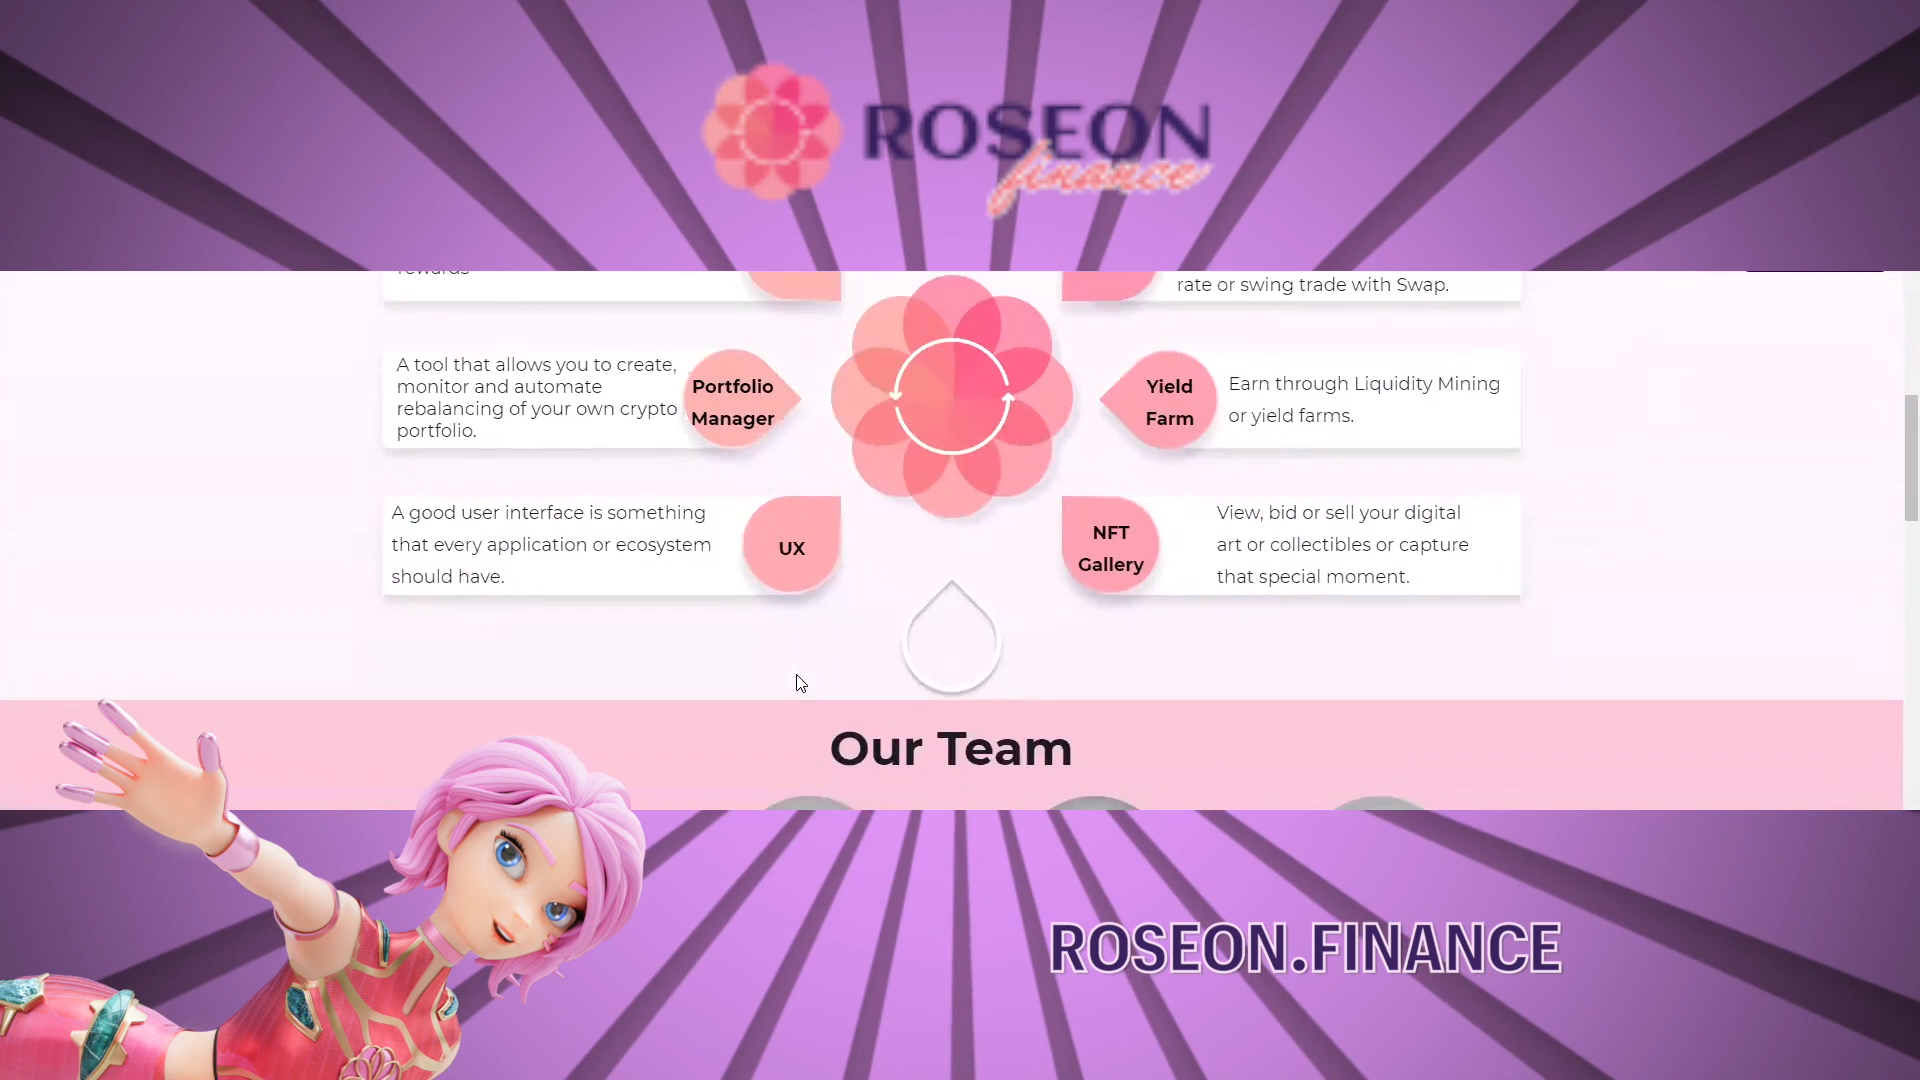 ROSEON
finance
rewards
rate or swing trade with Swap.
A tool that allows you to create,
monitor and automate
rebalancing of your own crypto
portfolio.
Portfolio
Manager
Yield
Farm
Earn through Liquidity Mining
or yield farms.
A good user interface is something
that every application or ecosystem
should have.
UX
NFT
Gallery
View, bid or sell your digital
art or collectibles or capture
that special moment.
Our Team
ROSEON.FINANCE